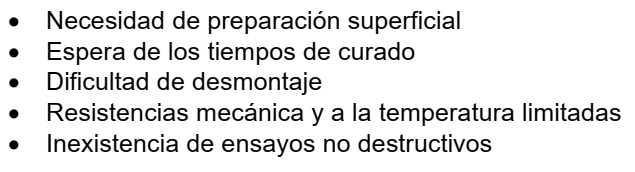 • Necesidad de preparación superficial
• Espera de los tiempos de curado
• Dificultad de desmontaje
• Resistencias mecánica y a la temperatura limitadas
• Inexistencia de ensayos no destructivos